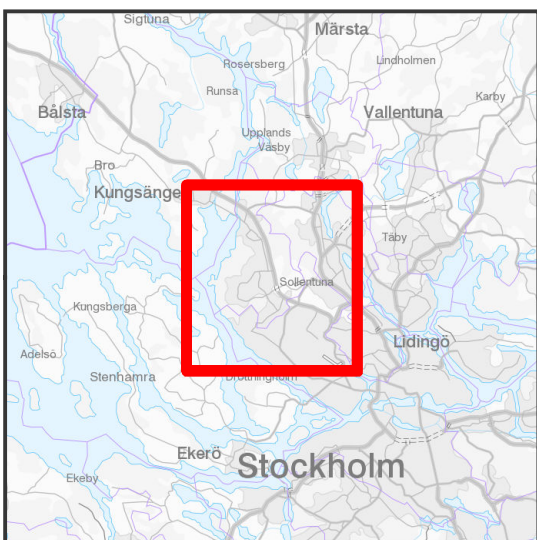 Sigtuna
Märsta
Rosersberg
Lindholmen
Runsa
Karby
Bålsta
Vallentuna
Upplands
Väsby
Bro
Kungsänge
Täby
Sollentuna
Kungsberga
Lidingö
Adelsö
Stenhamra
Drottningholm
Ekerö
Stockholm
Ekeby